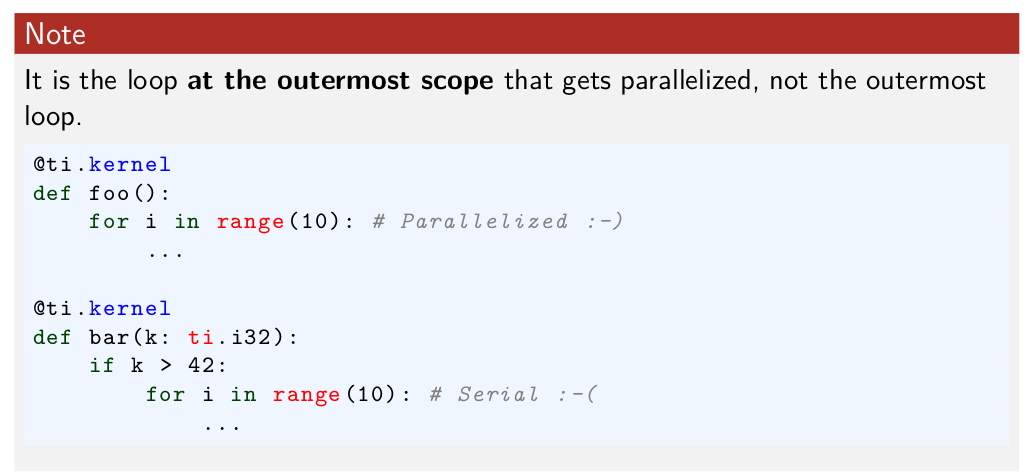 Note
It is the loop at the outermost scope that gets parallelized, not the outermost
loop.
@ti.kernel
def foo():
    for i in range(10): # Parallelized :-)
        ...
@ti.kernel
def bar(k: ti.i32):
    if k > 42:
        for i in range(10): # Serial :-(
            ...